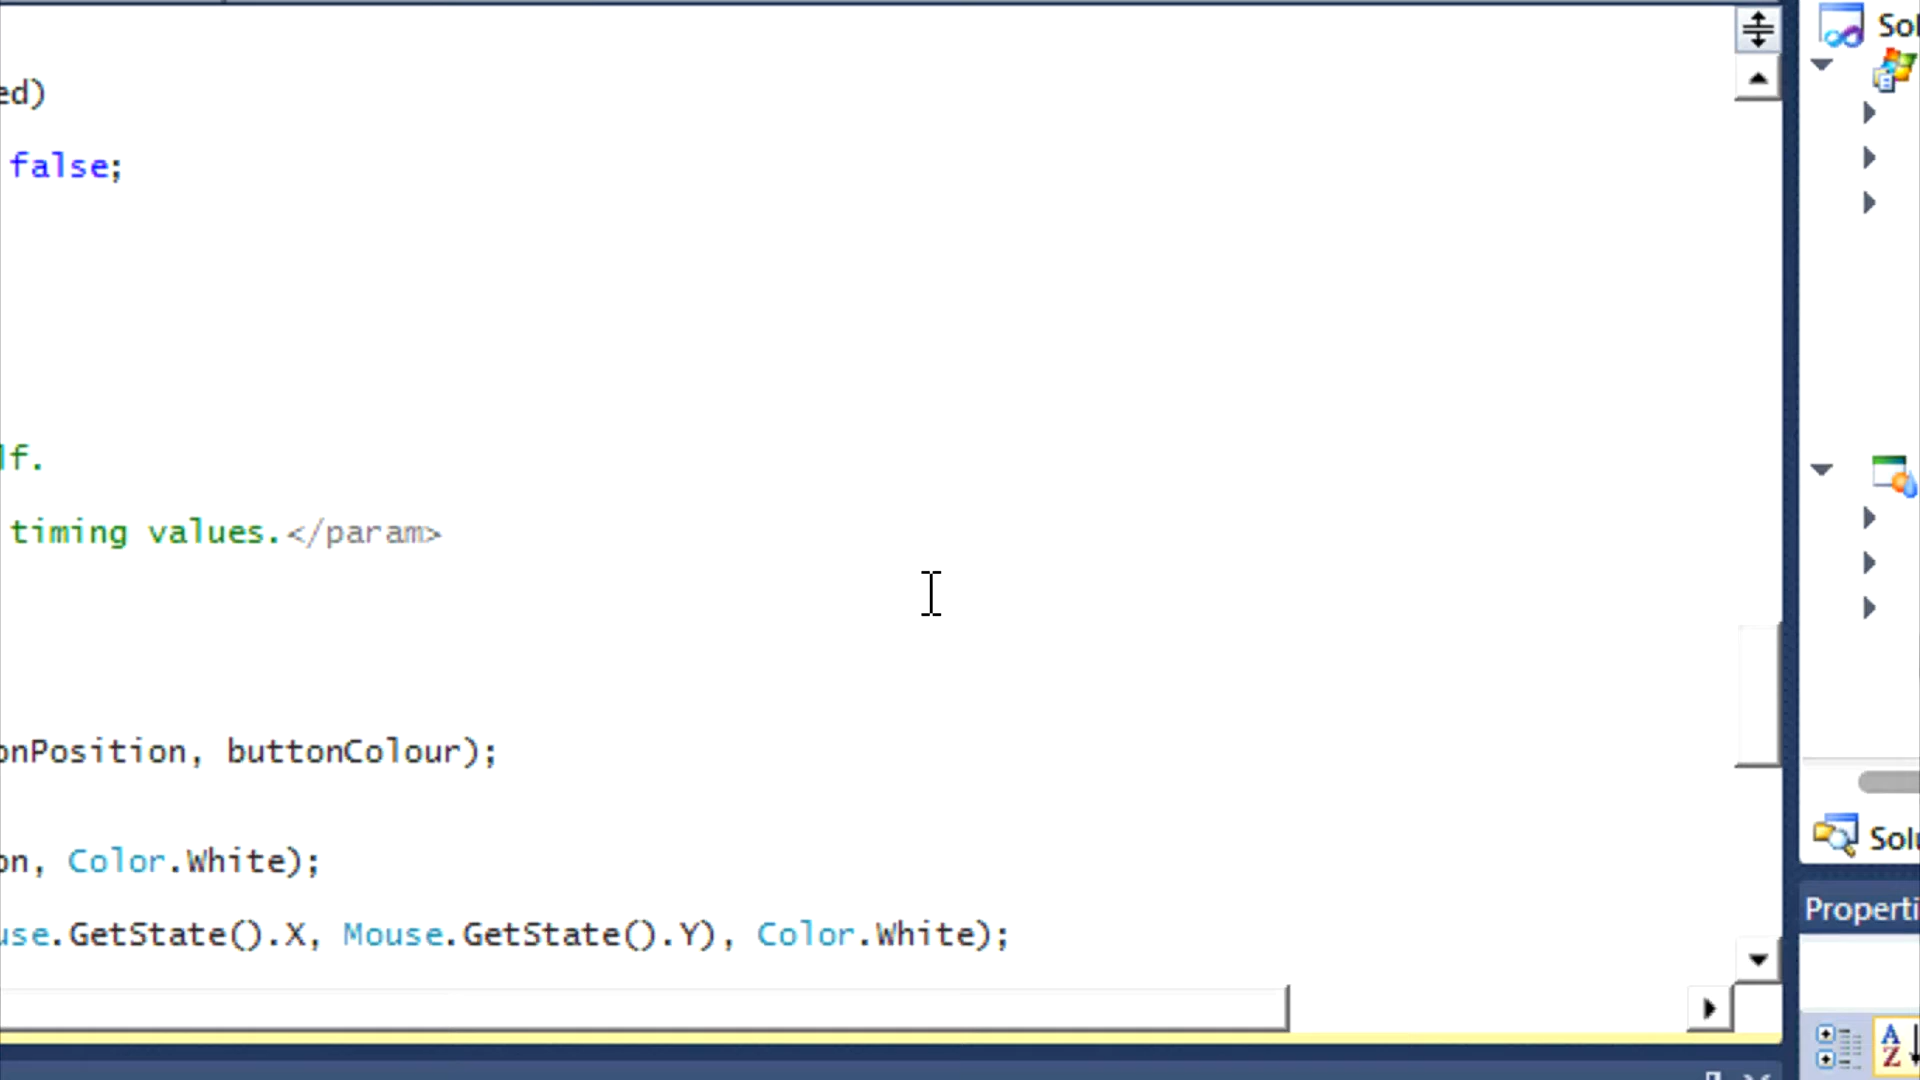 ed)
false;
lf.
timing values.</param>
onPosition, buttonColour);
on, Color.White);
use.GetState().X, Mouse.GetState().Y), Color.White);
Sol
Solu
Properti
A
Z